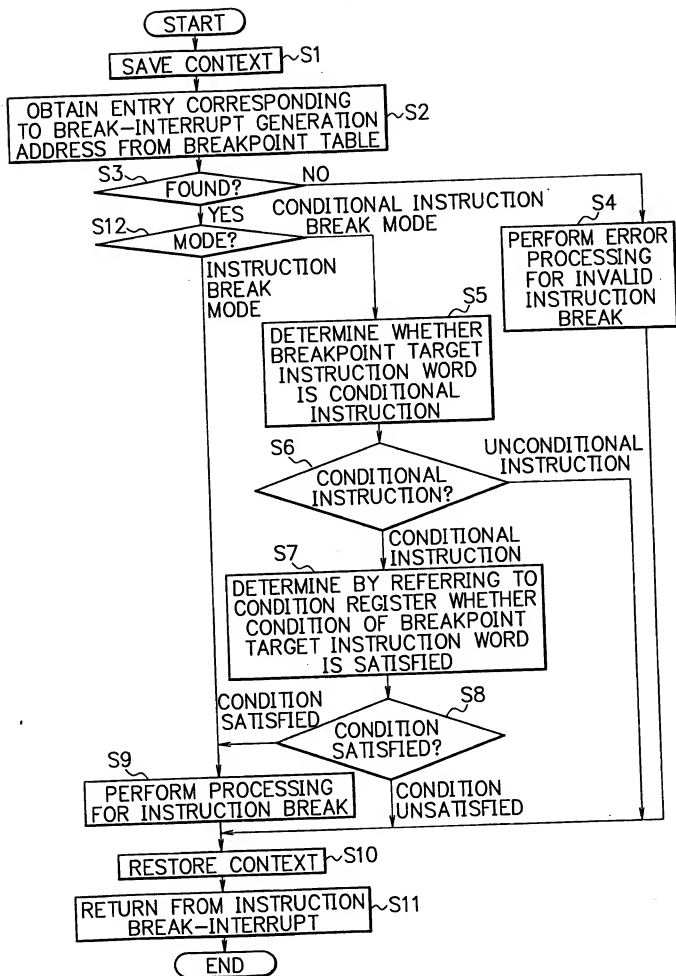 START
SAVE CONTEXT
S1
OBTAIN ENTRY CORRESPONDING
TO BREAK-INTERRUPT GENERATION
ADDRESS FROM BREAKPOINT TABLE
S2
S3
FOUND?
NO
YES
S12
MODE?
CONDITIONAL INSTRUCTION
BREAK MODE
INSTRUCTION
BREAK
MODE
S4
PERFORM ERROR
PROCESSING
FOR INVALID
INSTRUCTION
BREAK
S5
DETERMINE WHETHER
BREAKPOINT TARGET
INSTRUCTION WORD
IS CONDITIONAL
INSTRUCTION
S6
CONDITIONAL
INSTRUCTION?
UNCONDITIONAL
INSTRUCTION
CONDITIONAL
INSTRUCTION
S7
DETERMINE BY REFERRING TO
CONDITION REGISTER WHETHER
CONDITION OF BREAKPOINT
TARGET INSTRUCTION WORD
IS SATISFIED
CONDITION
SATISFIED
S8
CONDITION
SATISFIED?
S9
PERFORM PROCESSING
FOR INSTRUCTION BREAK
CONDITION
UNSATISFIED
RESTORE CONTEXT
S10
RETURN FROM INSTRUCTION
BREAK-INTERRUPT
S11
END